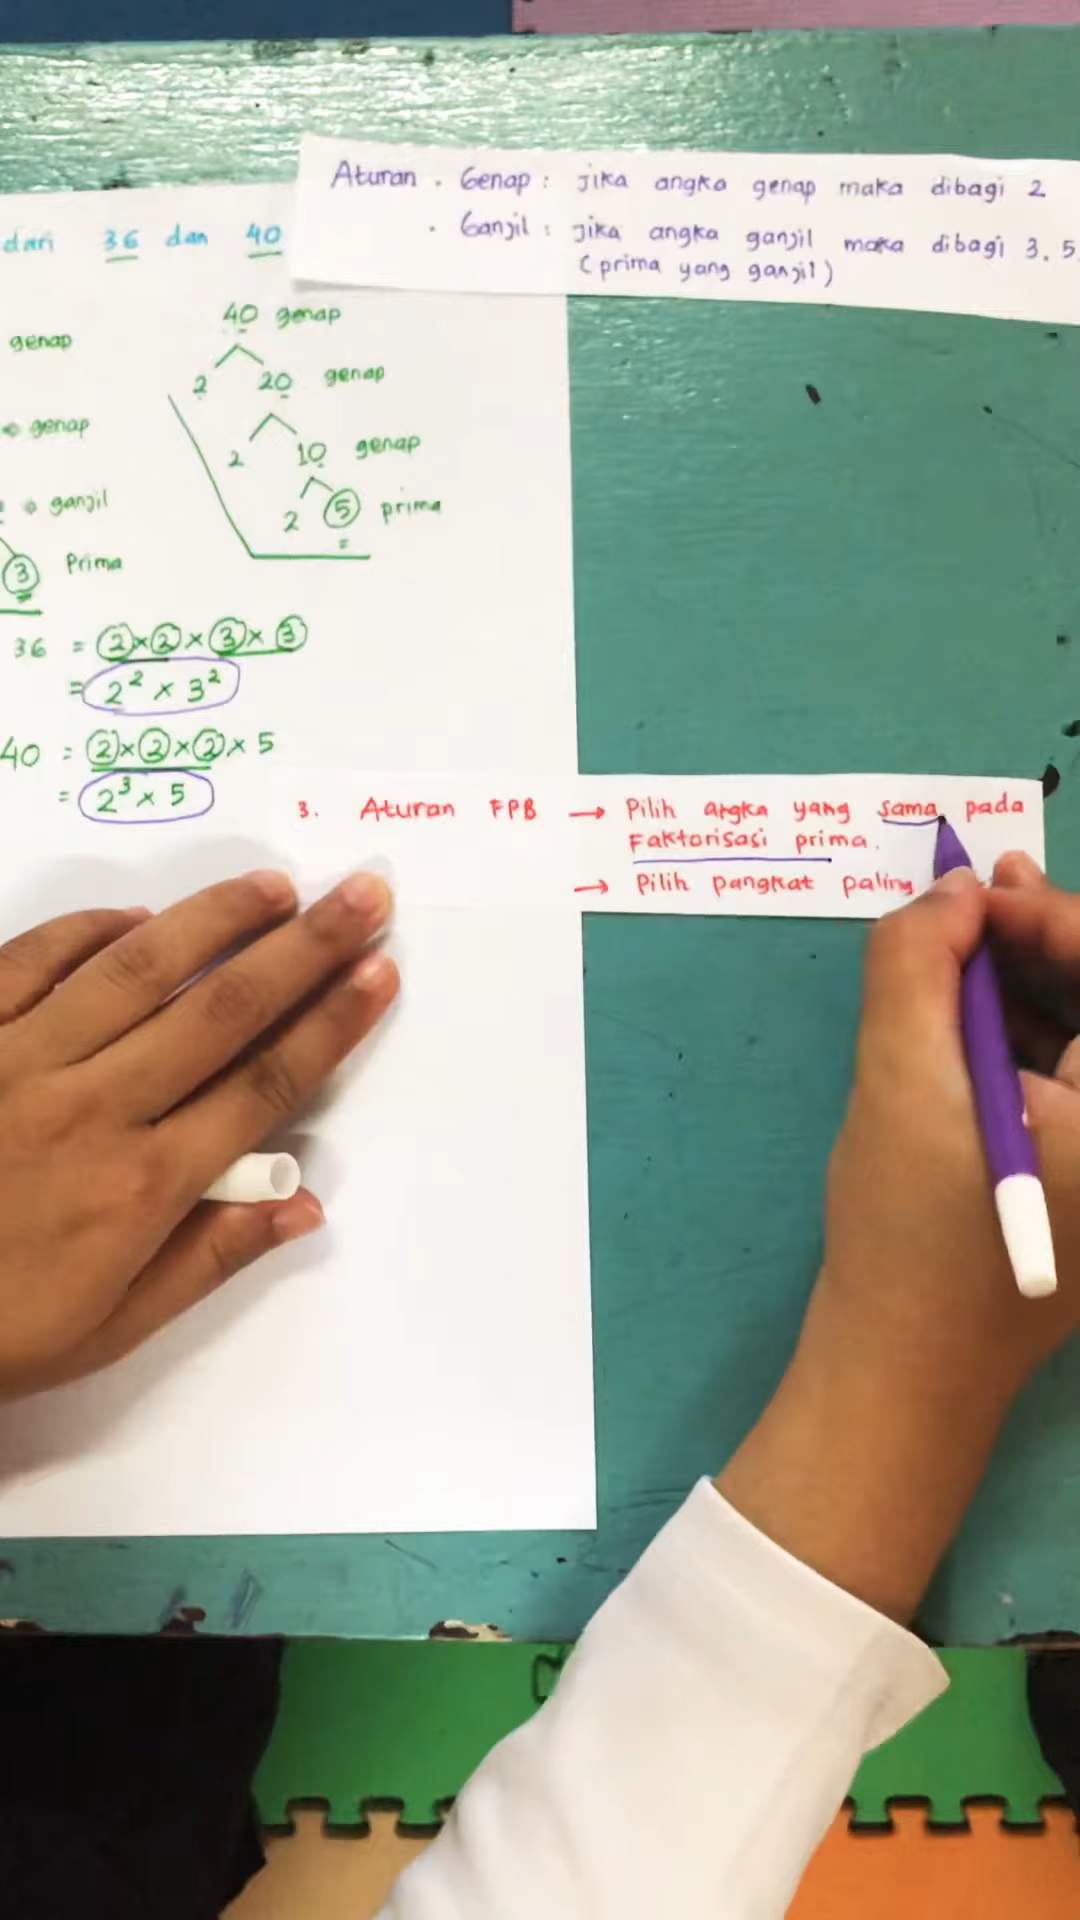 Aturan . Genap : Jika angka genap maka dibagi 2
. Ganjil : Jika angka ganjil maka dibagi 3, 5
(prima yang ganjil)
dari 36 dan 40
genap
genap
ganjil
3 Prima
40 genap
2 20 genap
2 10 genap
2 5 prima
36 = 2 × 2 × 3 × 3
= 2² × 3²
40 = 2 × 2 × 2 × 5
= 2³ × 5
3. Aturan FPB → Pilih angka yang sama pada
Faktorisasi prima.
→ Pilih pangkat paling